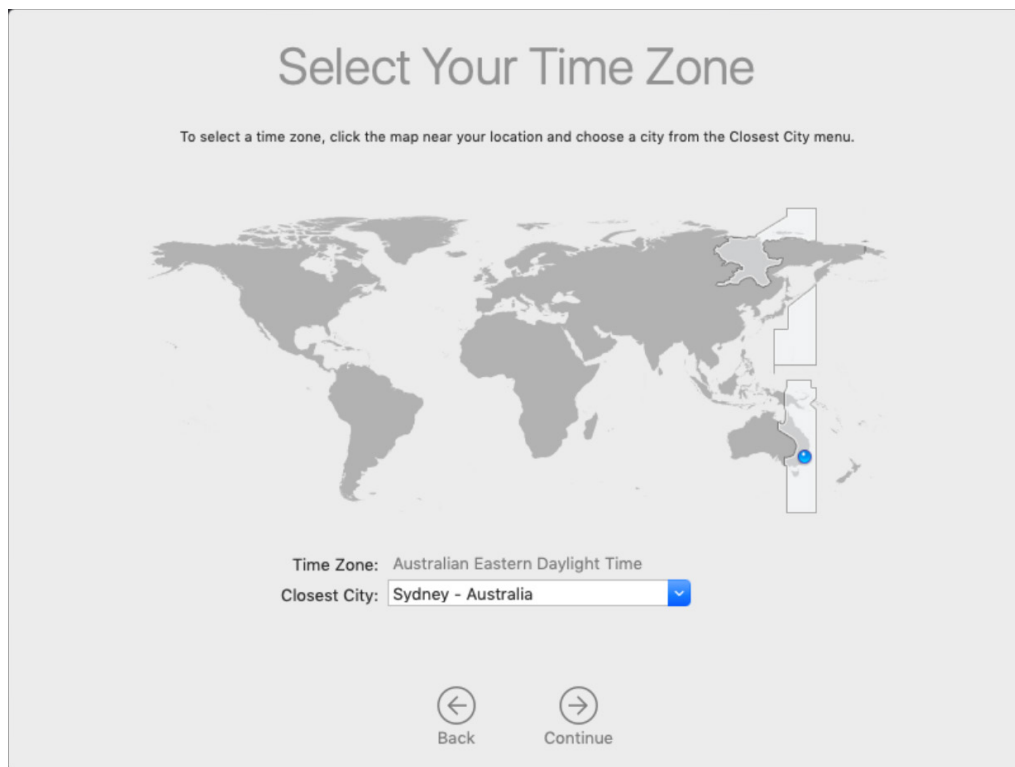 Select Your Time Zone
To select a time zone, click the map near your location and choose a city from the Closest City menu.
Time Zone: Australian Eastern Daylight Time
Closest City: Sydney - Australia
Back Continue